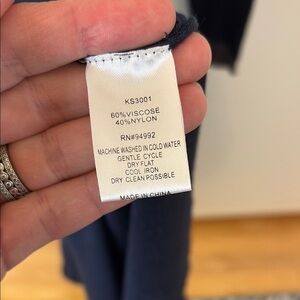 KS3001
60%VISCOSE
40%NYLON
RN#94992
MACHINE WASHED IN COLD WATER
GENTLE CYCLE
DRY FLAT
COOL IRON
DRY CLEAN POSSIBLE
MADE IN CHINA